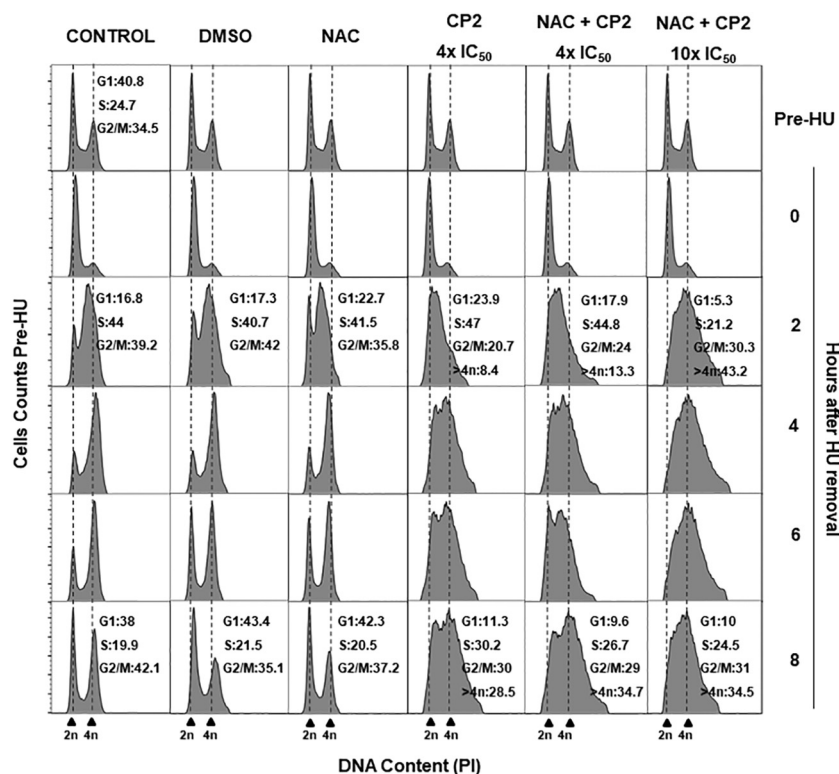 CONTROL
DMSO
NAC
CP2
4x IC50
NAC + CP2
4x IC50
NAC + CP2
10x IC50
G1:40.8
S:24.7
G2/M:34.5
Pre-HU
0
G1:16.8
S:44
G2/M:39.2
G1:17.3
S:40.7
G2/M:42
G1:22.7
S:41.5
G2/M:35.8
G1:23.9
S:47
G2/M:20.7
>4n:8.4
G1:17.9
S:44.8
G2/M:24
>4n:13.3
G1:5.3
S:21.2
G2/M:30.3
>4n:43.2
2
4
6
G1:38
S:19.9
G2/M:42.1
G1:43.4
S:21.5
G2/M:35.1
G1:42.3
S:20.5
G2/M:37.2
G1:11.3
S:30.2
G2/M:30
>4n:28.5
G1:9.6
S:26.7
G2/M:29
>4n:34.7
G1:10
S:24.5
G2/M:31
>4n:34.5
8
Cells Counts Pre-HU
Hours after HU removal
2n 4n
2n 4n
2n 4n
2n 4n
2n 4n
2n 4n
DNA Content (PI)